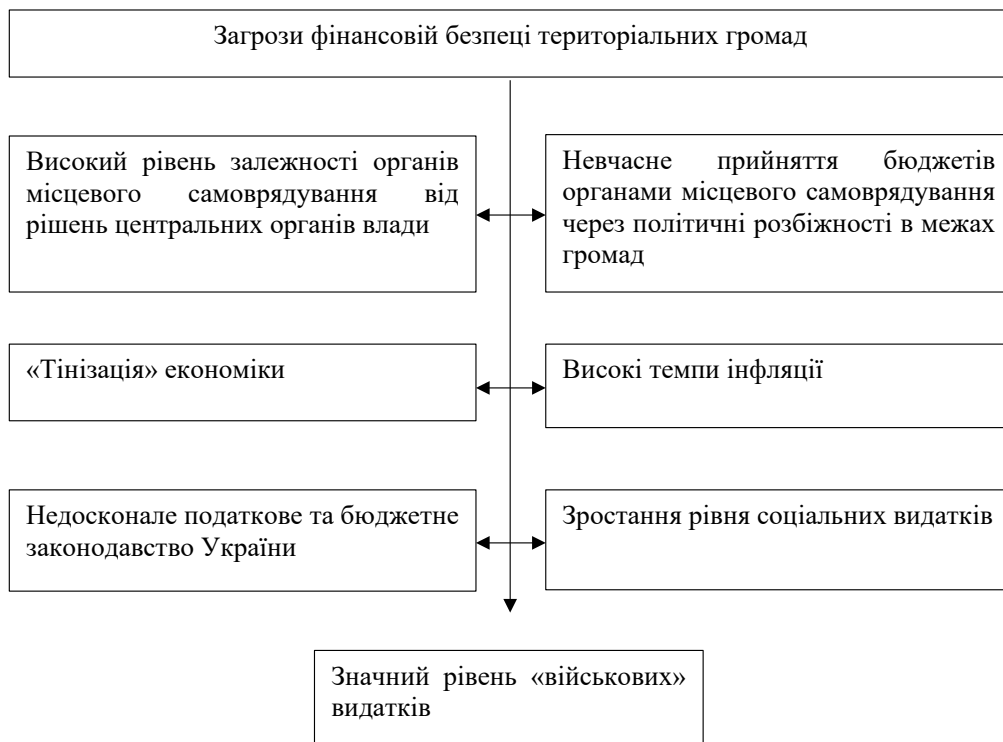 Загрози фінансовій безпеці територіальних громад
Високий рівень залежності органів
місцевого самоврядування від
рішень центральних органів влади
Невчасне прийняття бюджетів
органами місцевого самоврядування
через політичні розбіжності в межах
громад
«Тінізація» економіки
Високі темпи інфляції
Недосконале податкове та бюджетне
законодавство України
Зростання рівня соціальних видатків
Значний рівень «військових»
видатків